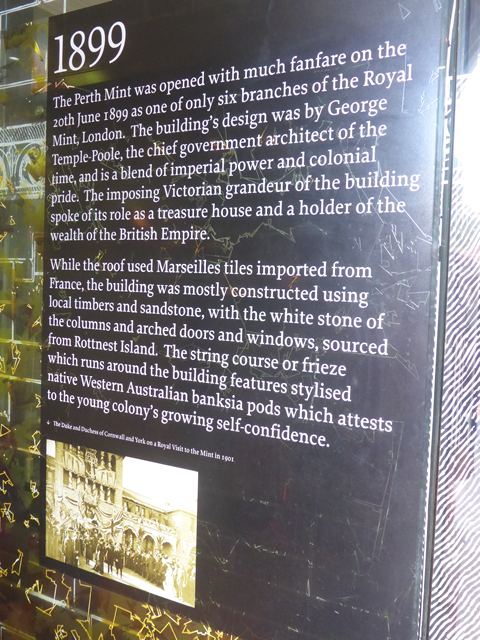 1899
The Perth Mint was opened with much fanfare on the
20th June 1899 as one of only six branches of the Royal
Mint, London. The building's design was by George
Temple-Poole, the chief government architect of the
time, and is a blend of imperial power and colonial
pride. The imposing Victorian grandeur of the building
spoke of its role as a treasure house and a holder of the
wealth of the British Empire.
While the roof used Marseilles tiles imported from
France, the building was mostly constructed using
local timbers and sandstone, with the white stone of
the columns and arched doors and windows, sourced
from Rottnest Island. The string course or frieze
which runs around the building features stylised
native Western Australian banksia pods which attests
to the young colony's growing self-confidence.
The Duke and Duchess of Cornwall and York on a Royal Visit to the Mint in 1901